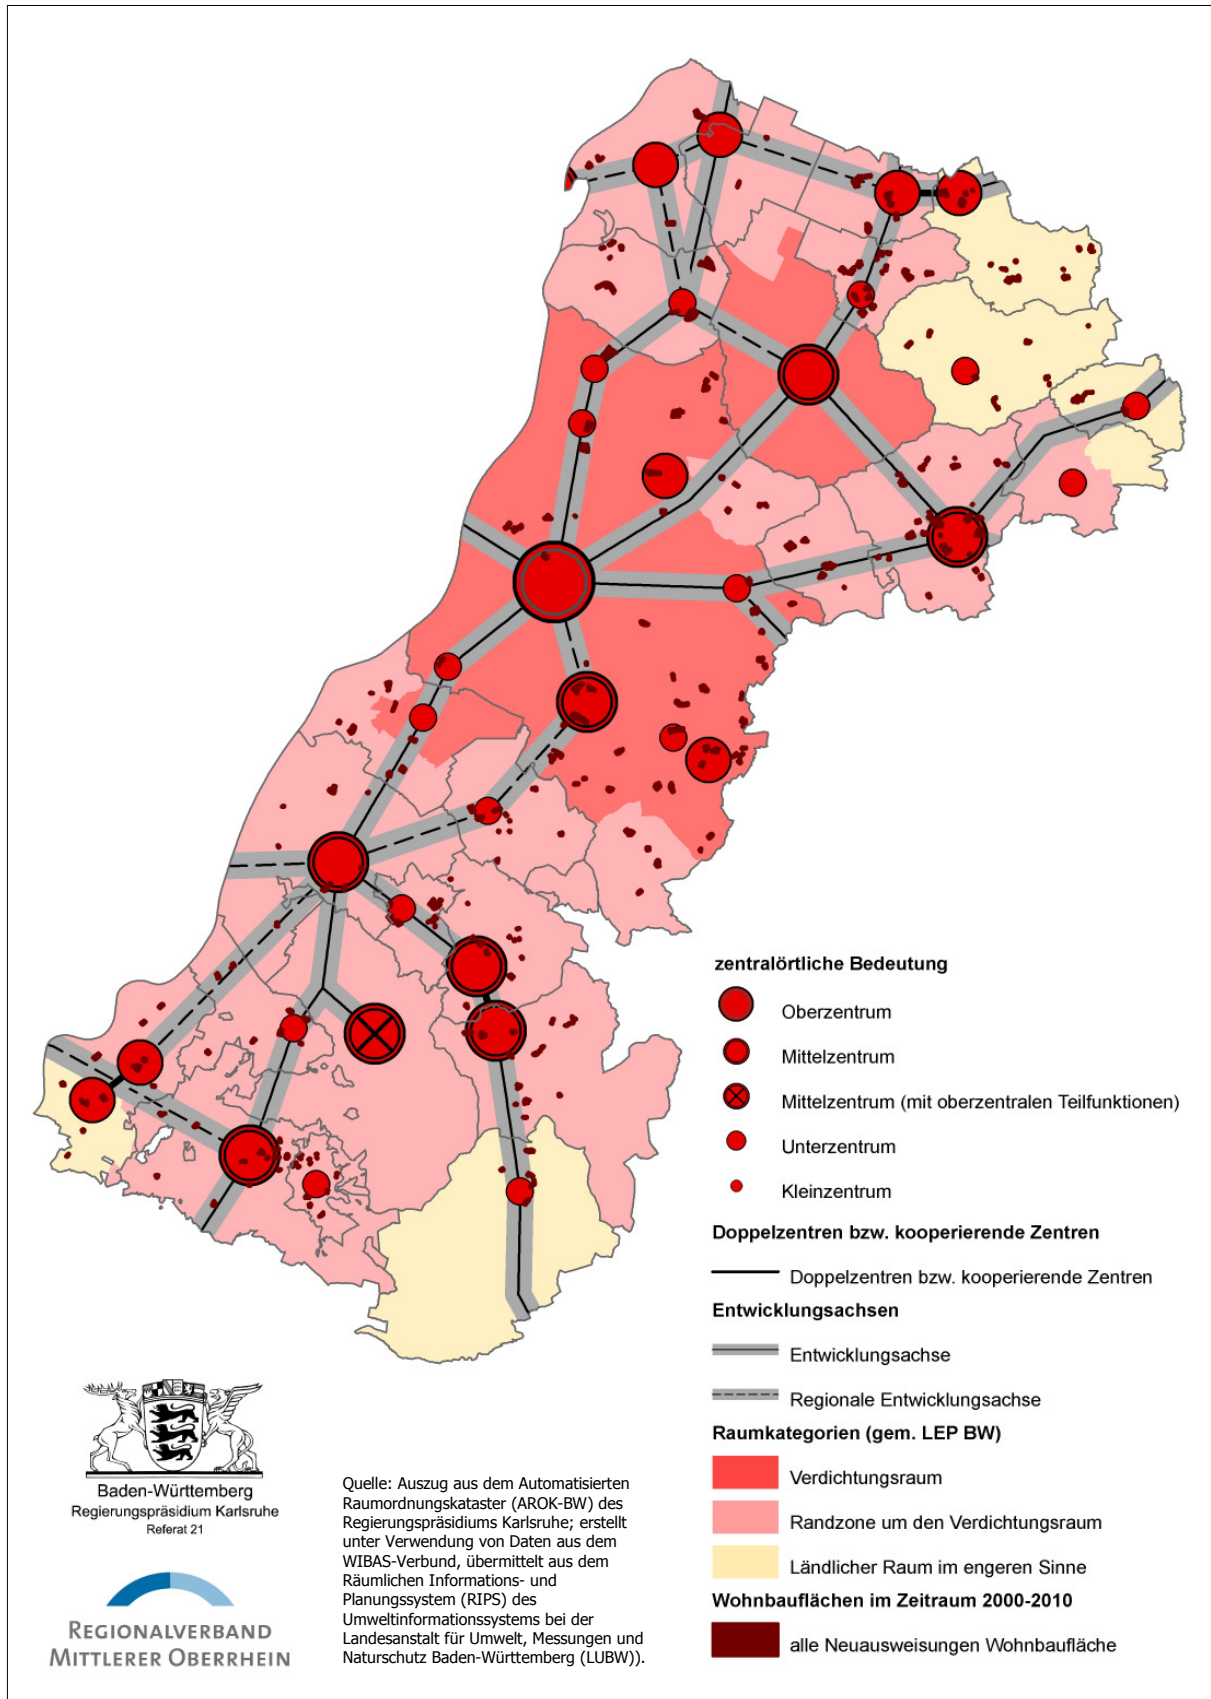 zentralörtliche Bedeutung
Oberzentrum
Mittelzentrum
Mittelzentrum (mit oberzentralen Teilfunktionen)
Unterzentrum
Kleinzentrum
Doppelzentren bzw. kooperierende Zentren
Doppelzentren bzw. kooperierende Zentren
Entwicklungsachsen
Entwicklungsachse
Regionale Entwicklungsachse
Raumkategorien (gem. LEP BW)
Verdichtungsraum
Randzone um den Verdichtungsraum
Ländlicher Raum im engeren Sinne
Wohnbauflächen im Zeitraum 2000-2010
alle Neuausweisungen Wohnbaufläche
Baden-Württemberg
Regierungspräsidium Karlsruhe
Referat 21
REGIONALVERBAND
MITTLERER OBERRHEIN
Quelle: Auszug aus dem Automatisierten
Raumordnungskataster (AROK-BW) des
Regierungspräsidiums Karlsruhe; erstellt
unter Verwendung von Daten aus dem
WIBAS-Verbund, übermittelt aus dem
Räumlichen Informations- und
Planungssystem (RIPS) des
Umweltinformationssystems bei der
Landesanstalt für Umwelt, Messungen und
Naturschutz Baden-Württemberg (LUBW)).